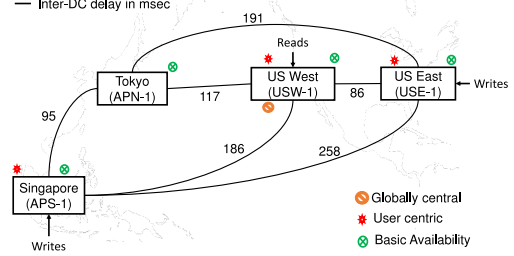 Inter-DC delay in msec
191
Reads
Tokyo
(APN-1)
US West
(USW-1)
US East
(USE-1)
Writes
117
86
95
186
258
Singapore
(APS-1)
Writes
Globally central
User centric
Basic Availability